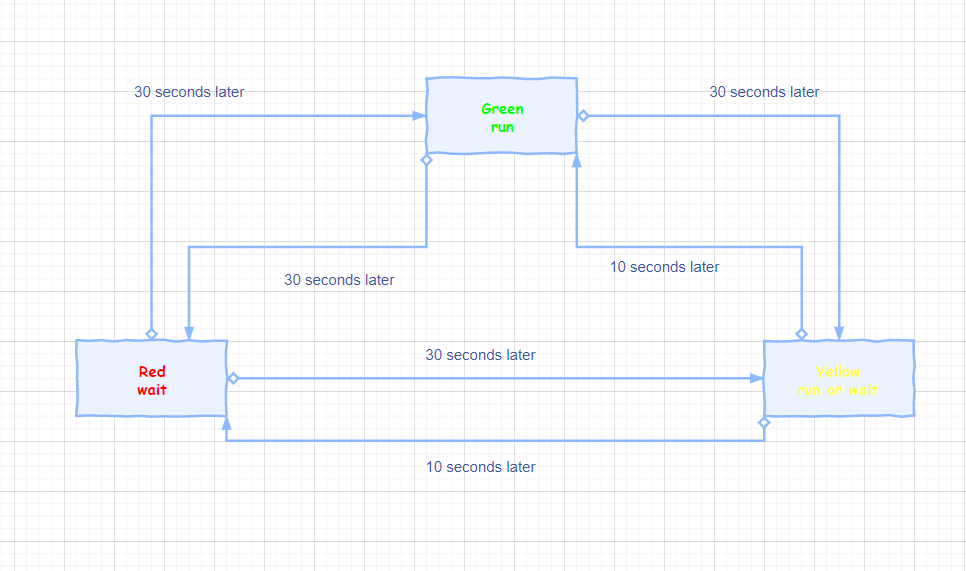 30 seconds later
30 seconds later
Green
run
10 seconds later
30 seconds later
30 seconds later
Red
wait
Yellow
run or wait
10 seconds later